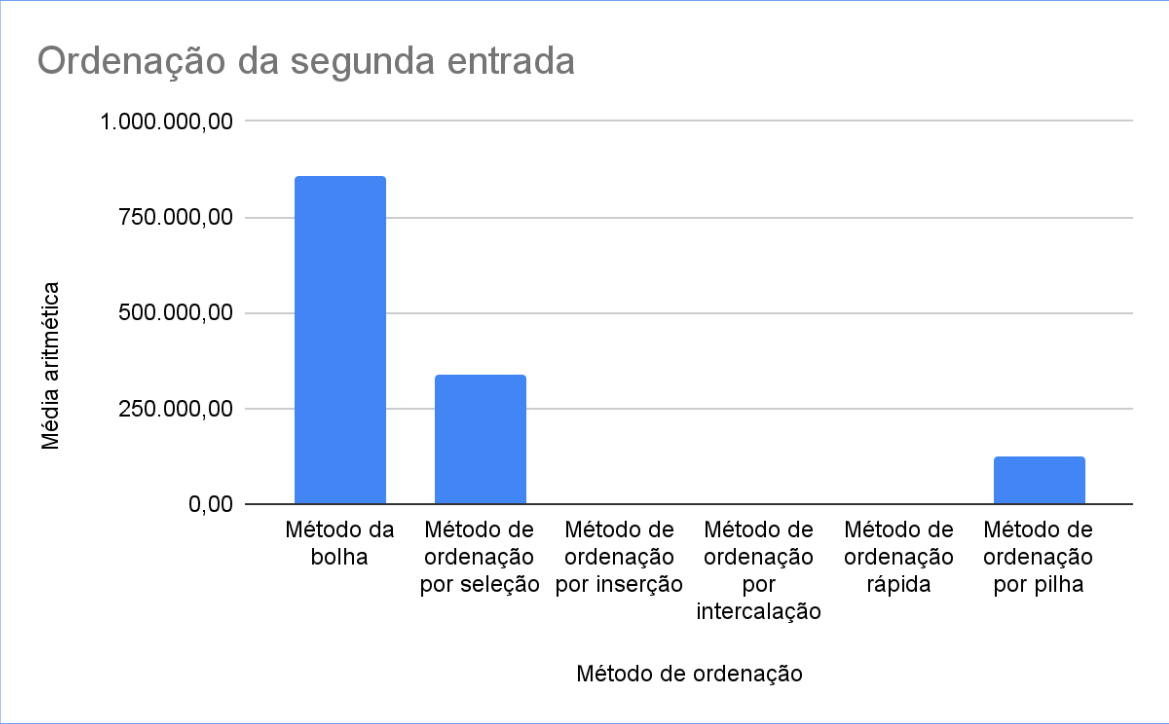 Ordenação da segunda entrada
1.000.000,00
750.000,00
500.000,00
250.000,00
0,00
Média aritmética
Método da
bolha
Método de
ordenação
por seleção
Método de
ordenação
por inserção
Método de
ordenação
por
intercalação
Método de
ordenação
rápida
Método de
ordenação
por pilha
Método de ordenação